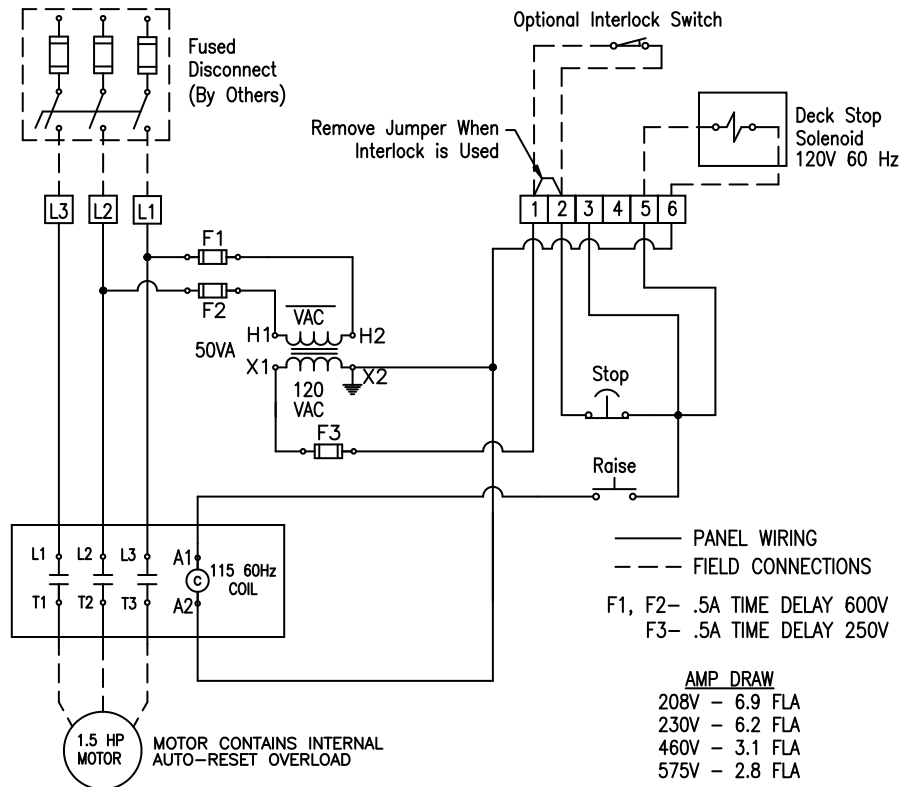 Optional Interlock Switch
Fused
Disconnect
(By Others)
Remove Jumper When
Interlock is Used
Deck Stop
Solenoid
120V 60 Hz
L3 L2 L1
1 2 3 4 5 6
F1
F2
VAC
H1 H2
50VA
X1 X2
120
VAC
F3
Stop
Raise
L1 L2 L3 A1
C
115 60Hz
COIL
T1 T2 T3 A2
PANEL WIRING
FIELD CONNECTIONS
F1, F2– .5A TIME DELAY 600V
F3– .5A TIME DELAY 250V
AMP DRAW
208V – 6.9 FLA
230V – 6.2 FLA
460V – 3.1 FLA
575V – 2.8 FLA
1.5 HP
MOTOR
MOTOR CONTAINS INTERNAL
AUTO–RESET OVERLOAD